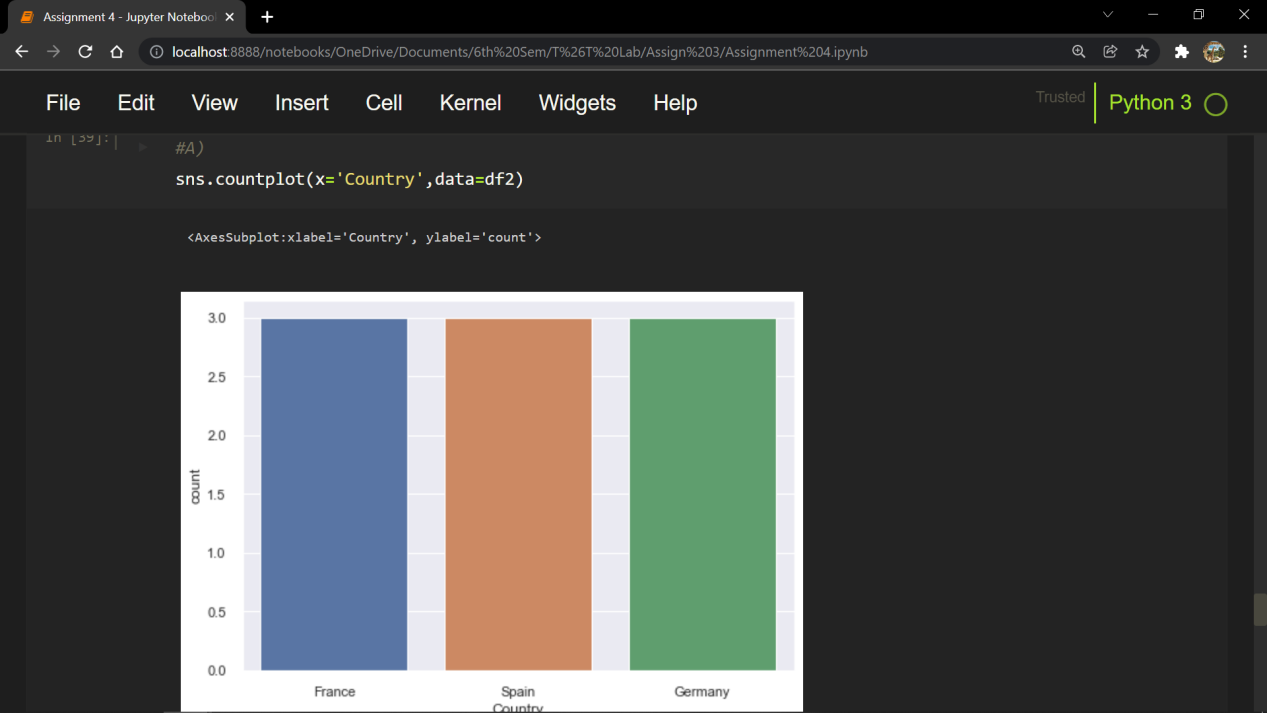 Assignment 4 - Jupyter Noteboo
localhost:8888/notebooks/OneDrive/Documents/6th%20Sem/T%26T%20Lab/Assign%203/Assignment%204.ipynb
File Edit View Insert Cell Kernel Widgets Help Trusted Python 3
In [39]:
#A)
sns.countplot(x='Country',data=df2)
<AxesSubplot:xlabel='Country', ylabel='count'>
3.0
2.5
2.0
count
1.5
1.0
0.5
0.0
France Spain Germany
Country